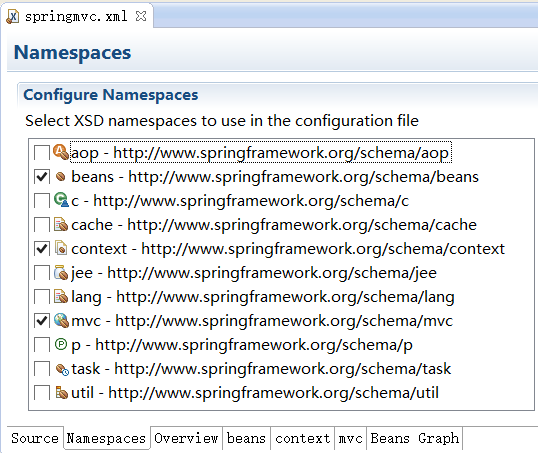 springmvc.xml
Namespaces
Configure Namespaces
Select XSD namespaces to use in the configuration file
aop - http://www.springframework.org/schema/aop
beans - http://www.springframework.org/schema/beans
c - http://www.springframework.org/schema/c
cache - http://www.springframework.org/schema/cache
context - http://www.springframework.org/schema/context
jee - http://www.springframework.org/schema/jee
lang - http://www.springframework.org/schema/lang
mvc - http://www.springframework.org/schema/mvc
p - http://www.springframework.org/schema/p
task - http://www.springframework.org/schema/task
util - http://www.springframework.org/schema/util
Source Namespaces Overview beans context mvc Beans Graph